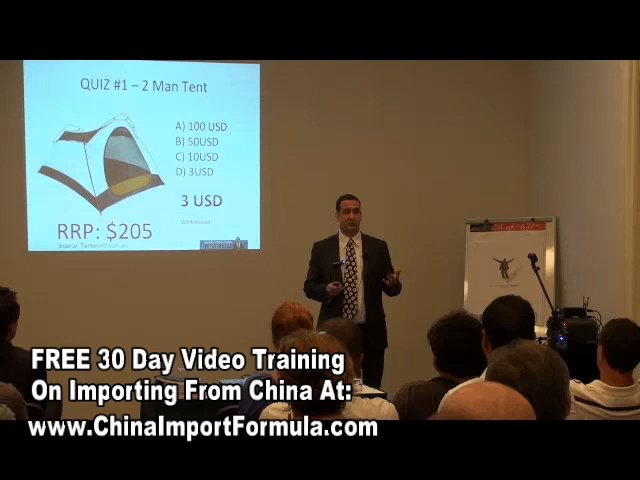 QUIZ #1 – 2 Man Tent
A) 100 USD
B) 50USD
C) 10USD
D) 3USD
3 USD
RRP: $205
FREE 30 Day Video Training
On Importing From China At:
www.ChinaImportFormula.com